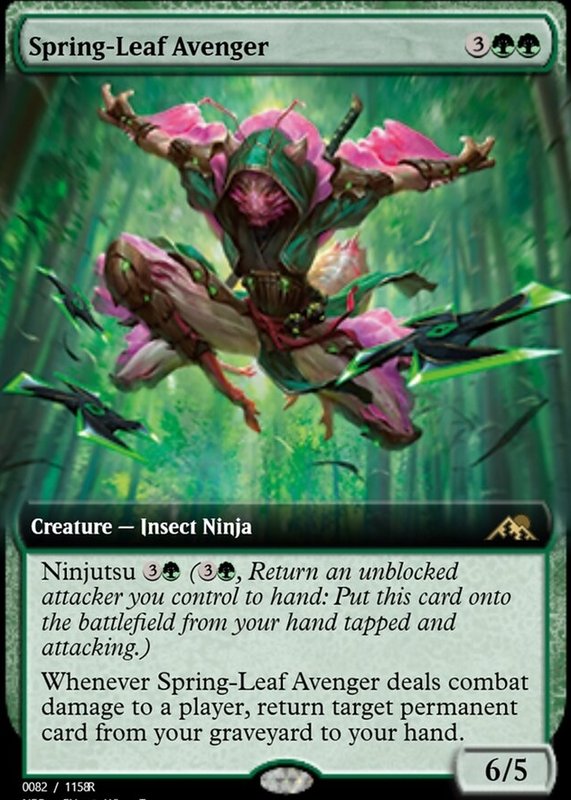 Spring-Leaf Avenger 3
Creature — Insect Ninja
Ninjutsu 3 (3, Return an unblocked
attacker you control to hand: Put this card onto
the battlefield from your hand tapped and
attacking.)
Whenever Spring-Leaf Avenger deals combat
damage to a player, return target permanent
card from your graveyard to your hand.
6/5
0082 / 1158R